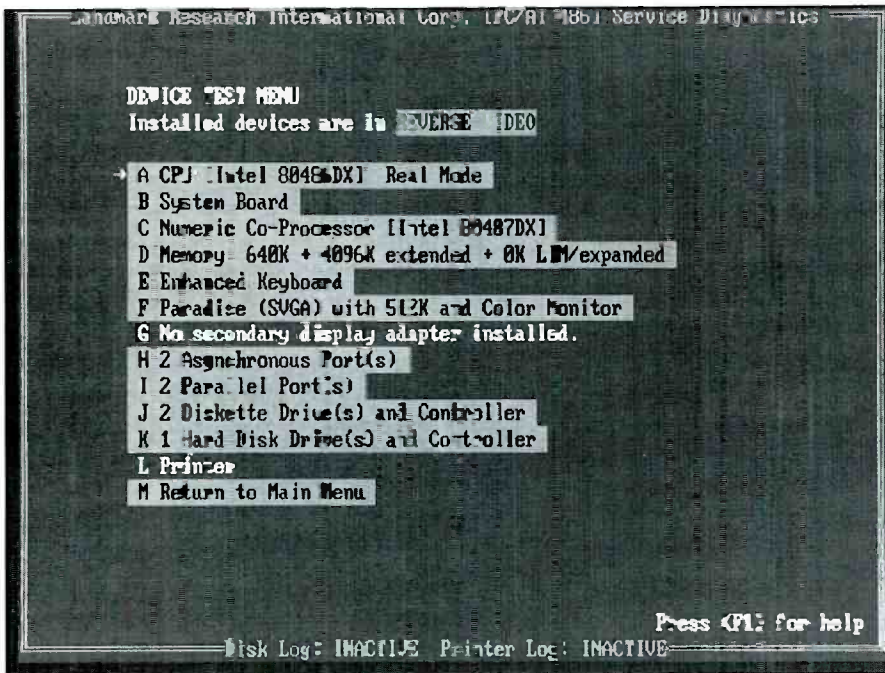 Landmark Research International Corp. [PC/AT 486] Service Diagnostics
DEVICE TEST MENU
Installed devices are in REVERSE VIDEO
→ A CPU [Intel 80486DX] Real Mode
B System Board
C Numeric Co-Processor [Intel 80487DX]
D Memory 640K + 4096K extended + 0K LIM/expanded
E Enhanced Keyboard
F Paradise (SVGA) with 512K and Color Monitor
G No secondary display adapter installed.
H 2 Asynchronous Port(s)
I 2 Parallel Port(s)
J 2 Diskette Drive(s) and Controller
K 1 Hard Disk Drive(s) and Controller
L Printer
M Return to Main Menu
Press <F1> for help
Disk Log: INACTIVE Printer Log: INACTIVE